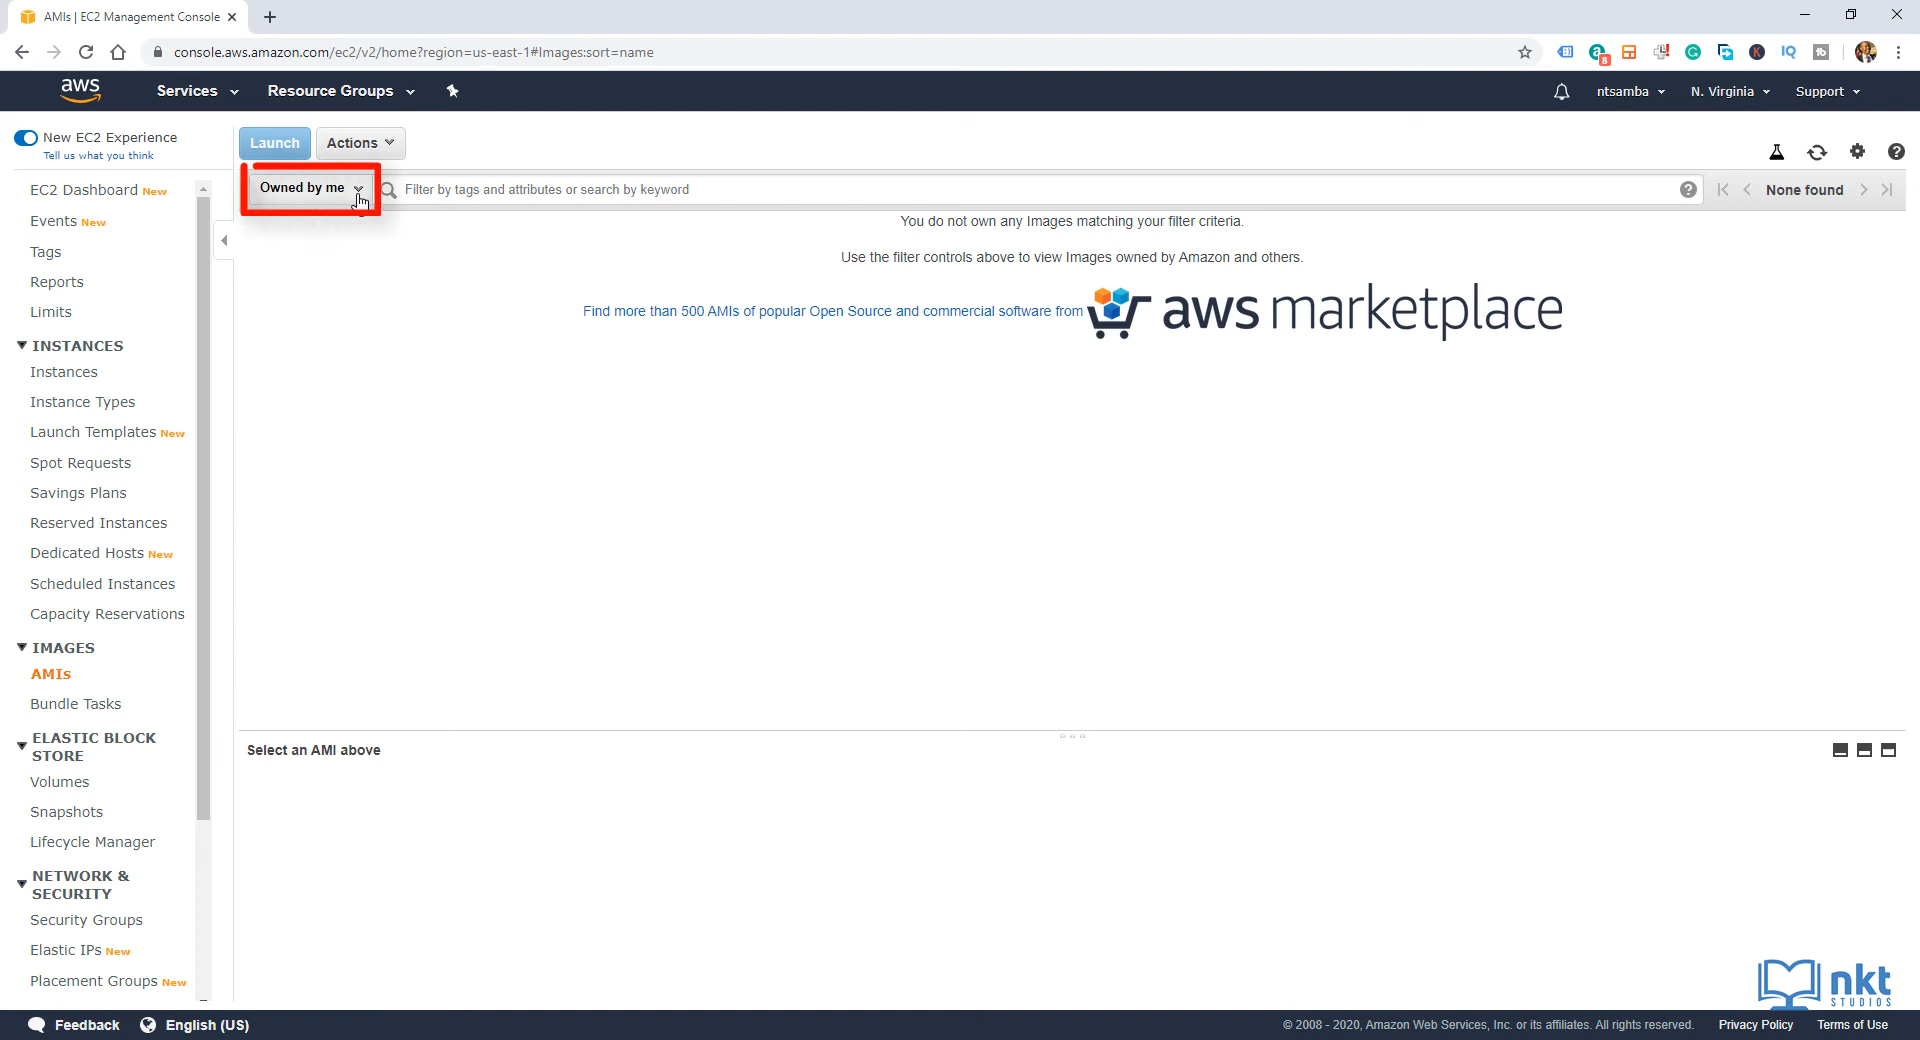 AMIs | EC2 Management Console
console.aws.amazon.com/ec2/v2/home?region=us-east-1#Images:sort=name
8
IQ
tb
K
aws
Services
Resource Groups
ntsamba
N. Virginia
Support
New EC2 Experience
Tell us what you think
Launch
Actions
Owned by me
Filter by tags and attributes or search by keyword
None found
EC2 Dashboard New
Events New
Tags
Reports
Limits
INSTANCES
Instances
Instance Types
Launch Templates New
Spot Requests
Savings Plans
Reserved Instances
Dedicated Hosts New
Scheduled Instances
Capacity Reservations
IMAGES
AMIs
Bundle Tasks
ELASTIC BLOCK
STORE
Volumes
Snapshots
Lifecycle Manager
NETWORK &
SECURITY
Security Groups
Elastic IPs New
Placement Groups New
You do not own any Images matching your filter criteria.
Use the filter controls above to view Images owned by Amazon and others.
Find more than 500 AMIs of popular Open Source and commercial software from aws marketplace
Select an AMI above
nkt
STUDIOS
Feedback
English (US)
© 2008 - 2020, Amazon Web Services, Inc. or its affiliates. All rights reserved.
Privacy Policy
Terms of Use